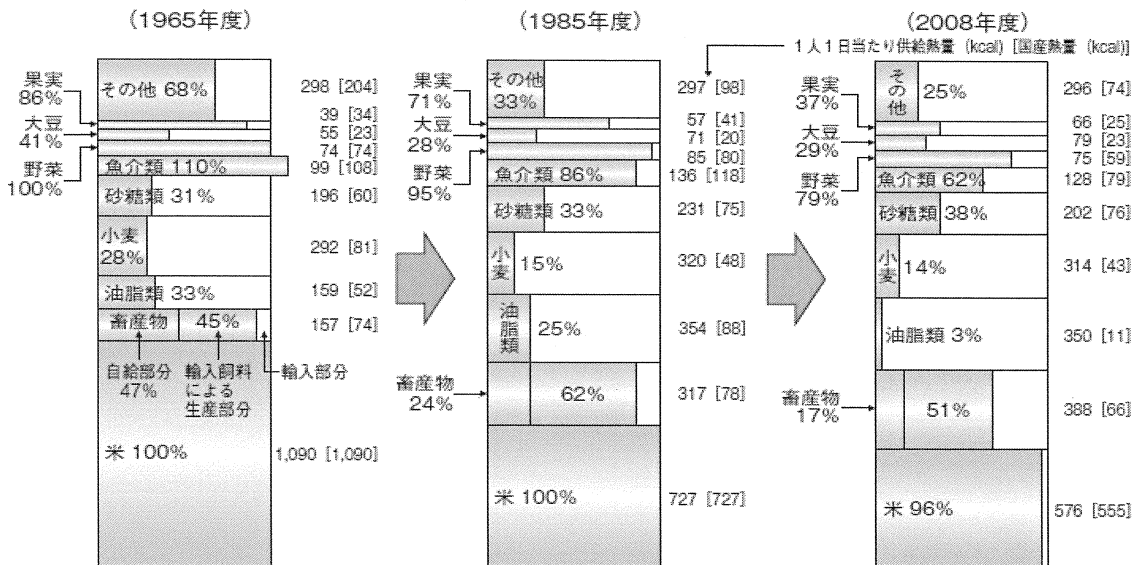 (1965年度)
果実
86%
大豆
41%
野菜
100%
その他 68%
298 [204]
39 [34]
55 [23]
74 [74]
魚介類 110%
99 [108]
砂糖類 31%
196 [60]
小麦
28%
292 [81]
油脂類 33%
159 [52]
畜産物
45%
157 [74]
自給部分
47%
輸入飼料
による
生産部分
輸入部分
米 100%
1,090 [1,090]
(1985年度)
果実
71%
大豆
28%
野菜
95%
その他
33%
297 [98]
57 [41]
71 [20]
85 [80]
魚介類 86%
136 [118]
砂糖類 33%
231 [75]
小麦
15%
320 [48]
油脂類
25%
354 [88]
畜産物
24%
62%
317 [78]
米 100%
727 [727]
(2008年度)
1人1日当たり供給熱量 (kcal) [国産熱量 (kcal)]
果実
37%
大豆
29%
野菜
79%
その他
25%
296 [74]
66 [25]
79 [23]
75 [59]
魚介類 62%
128 [79]
砂糖類 38%
202 [76]
小麦
14%
314 [43]
油脂類 3%
350 [11]
畜産物
17%
51%
388 [66]
米 96%
576 [555]